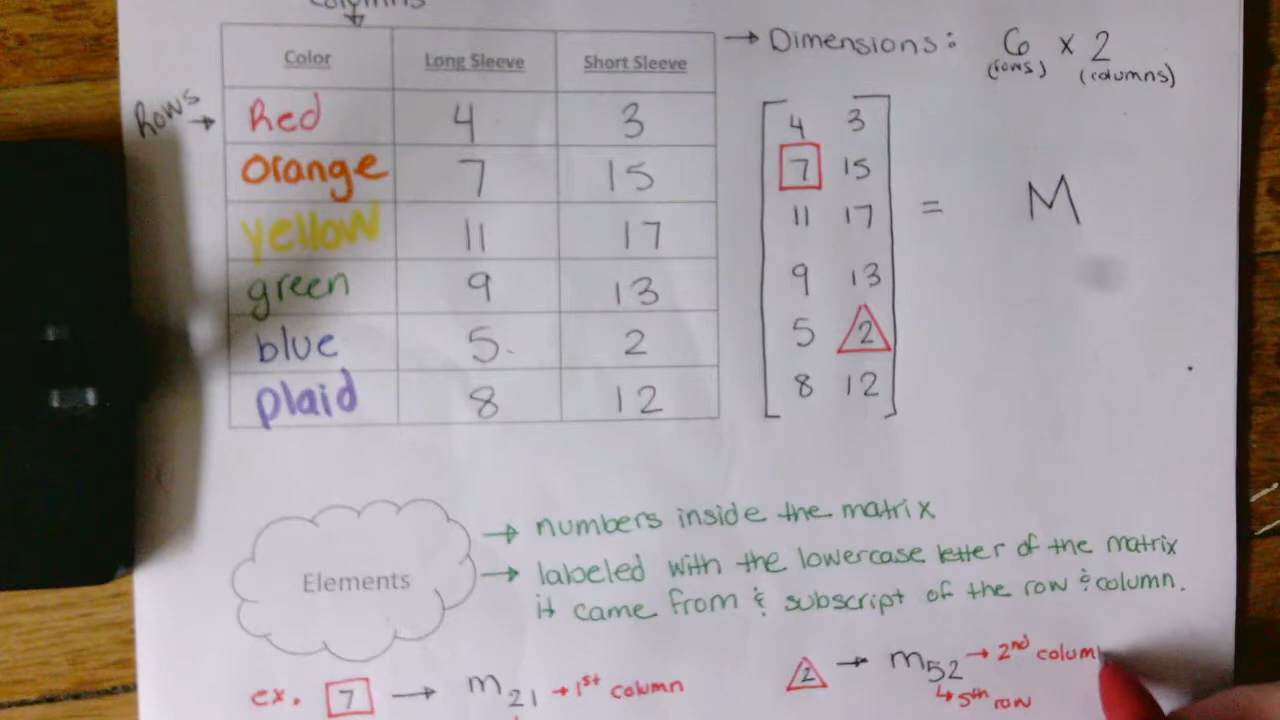 Columns
→ Dimensions: 6 x 2
(rows) (columns)
Color Long Sleeve Short Sleeve
Rows →
Red 4 3
orange 7 15
yellow 11 17
green 9 13
blue 5 2
plaid 8 12
4 3
7 15
11 17 = M
9 13
5 2
8 12
Elements
→ numbers inside the matrix
→ labeled with the lowercase letter of the matrix
it came from & subscript of the row & column.
ex. 7 → m21 → 1st column
2 → m52 → 2nd colum
↳ 5th row